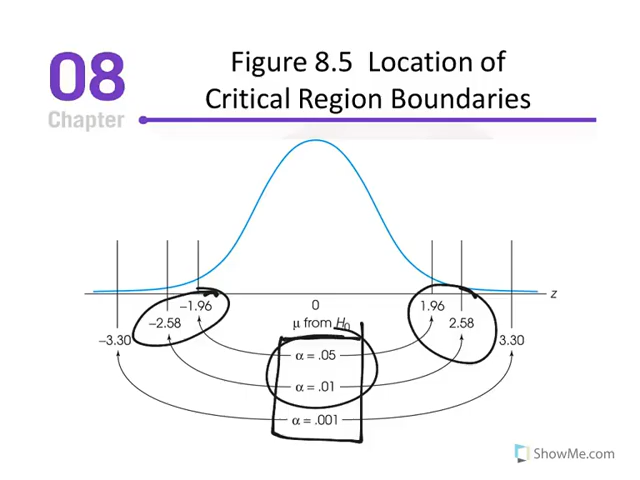 08
Chapter
Figure 8.5 Location of
Critical Region Boundaries
z
−1.96 0 1.96
−2.58 μ from H₀ 2.58
−3.30 3.30
α = .05
α = .01
α = .001
ShowMe.com